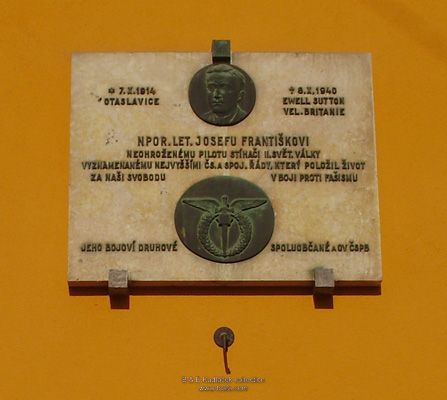 * 7.X.1914
OTASLAVICE
† 8.X.1940
EWELL SUTTON
VEL. BRITANIE
NPOR. LET. JOSEFU FRANTIŠKOVI
NEOHROŽENÉMU PILOTU STÍHAČI II. SVĚT. VÁLKY
VYZNAMENANÉMU NEJVYŠŠÍMI ČS. A SPOJ. ŘÁDY, KTERÝ POLOŽIL ŽIVOT
ZA NAŠI SVOBODU V BOJI PROTI FAŠISMU
JEHO BOJOVÍ DRUHOVÉ SPOLUOBČANÉ A OV ČSPB
collection